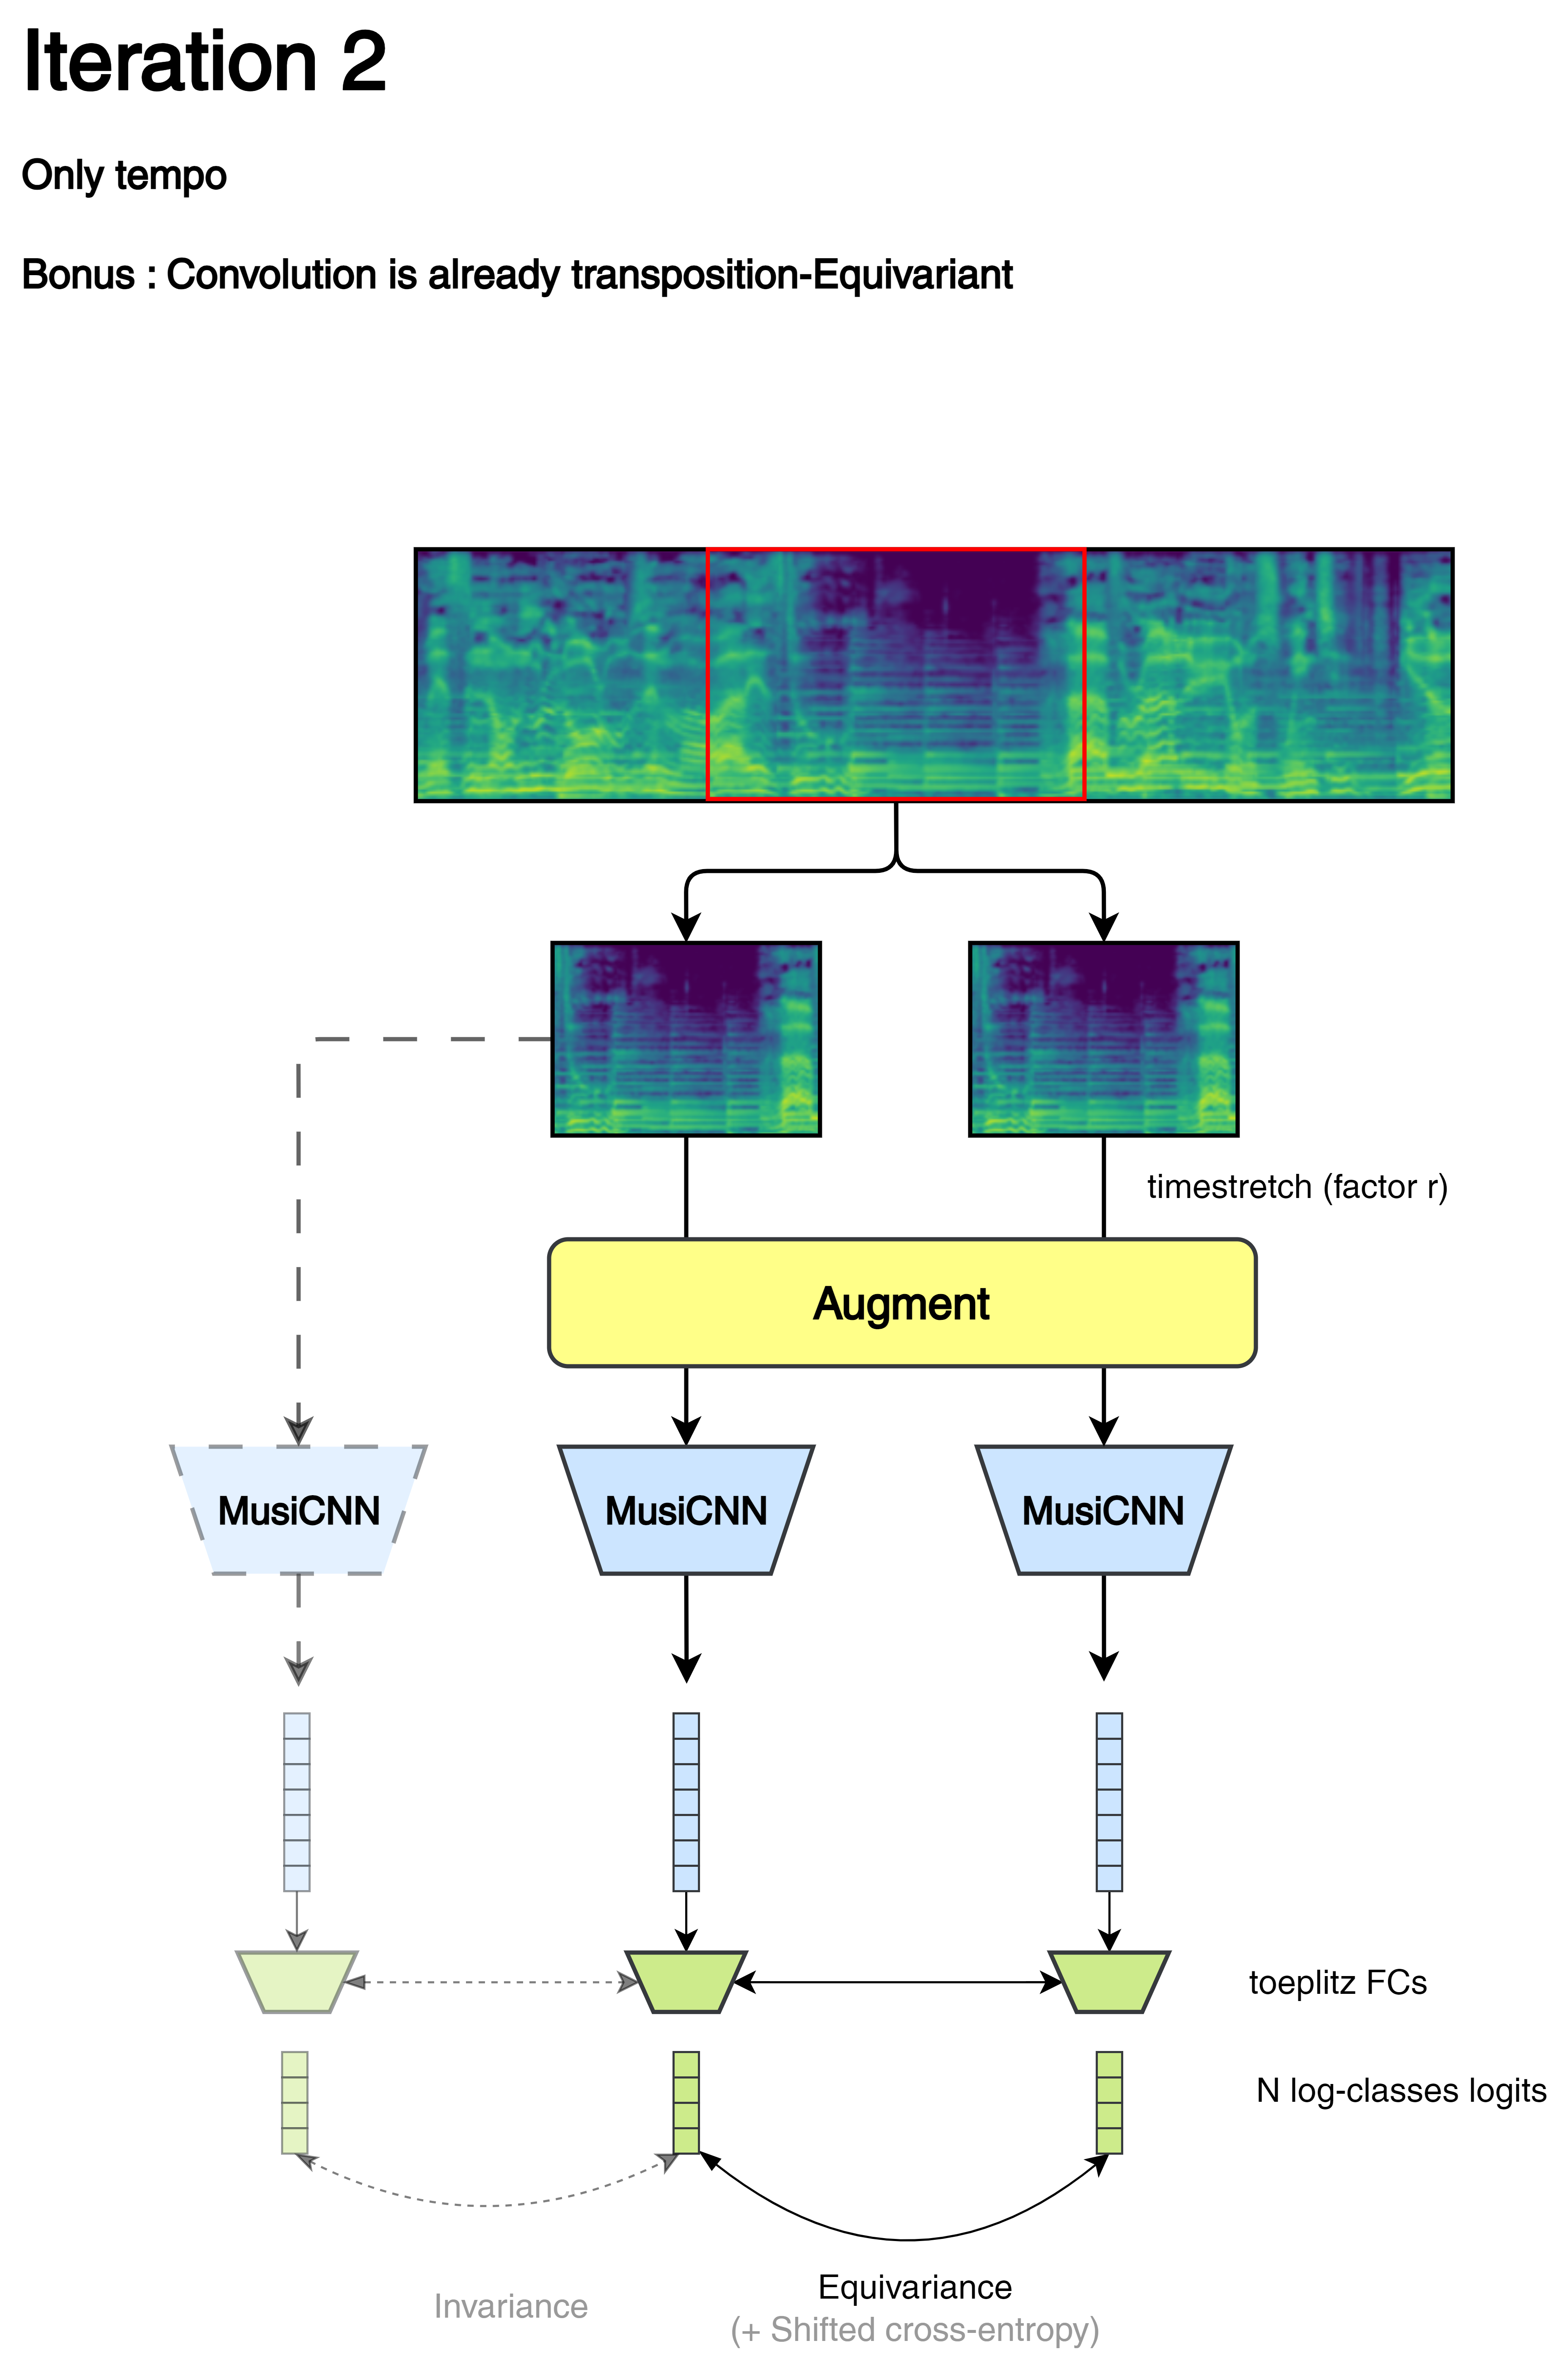 Iteration 2
Only tempo
Bonus : Convolution is already transposition-Equivariant
timestretch (factor r)
Augment
MusiCNN
MusiCNN
MusiCNN
toeplitz FCs
N log-classes logits
Invariance
Equivariance
(+ Shifted cross-entropy)